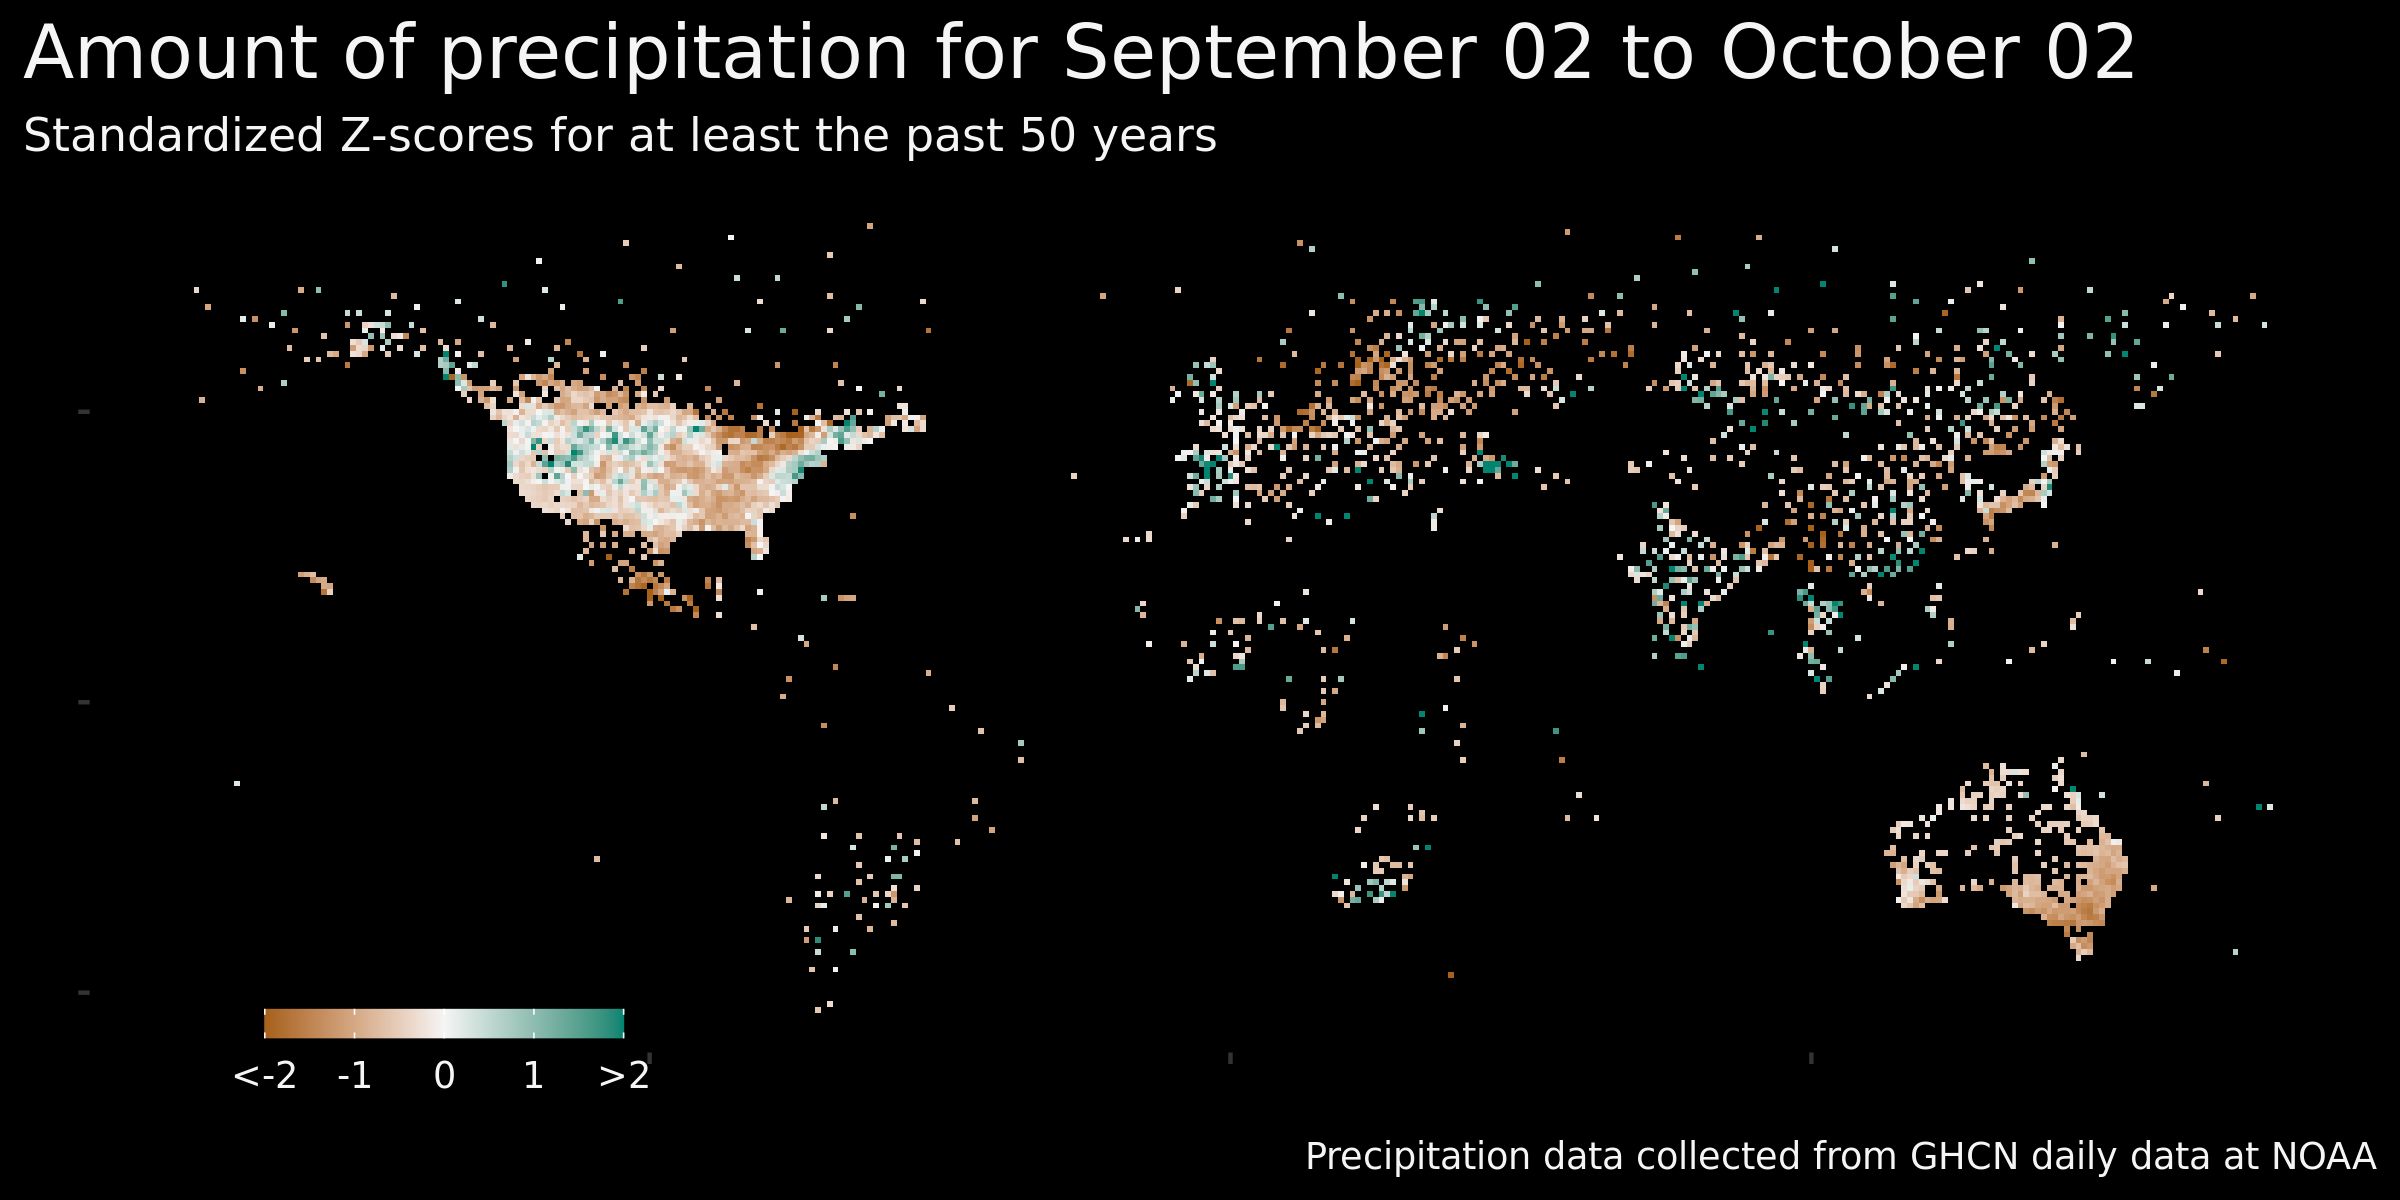 Amount of precipitation for September 02 to October 02
Standardized Z-scores for at least the past 50 years
<-2 -1 0 1 >2
Precipitation data collected from GHCN daily data at NOAA